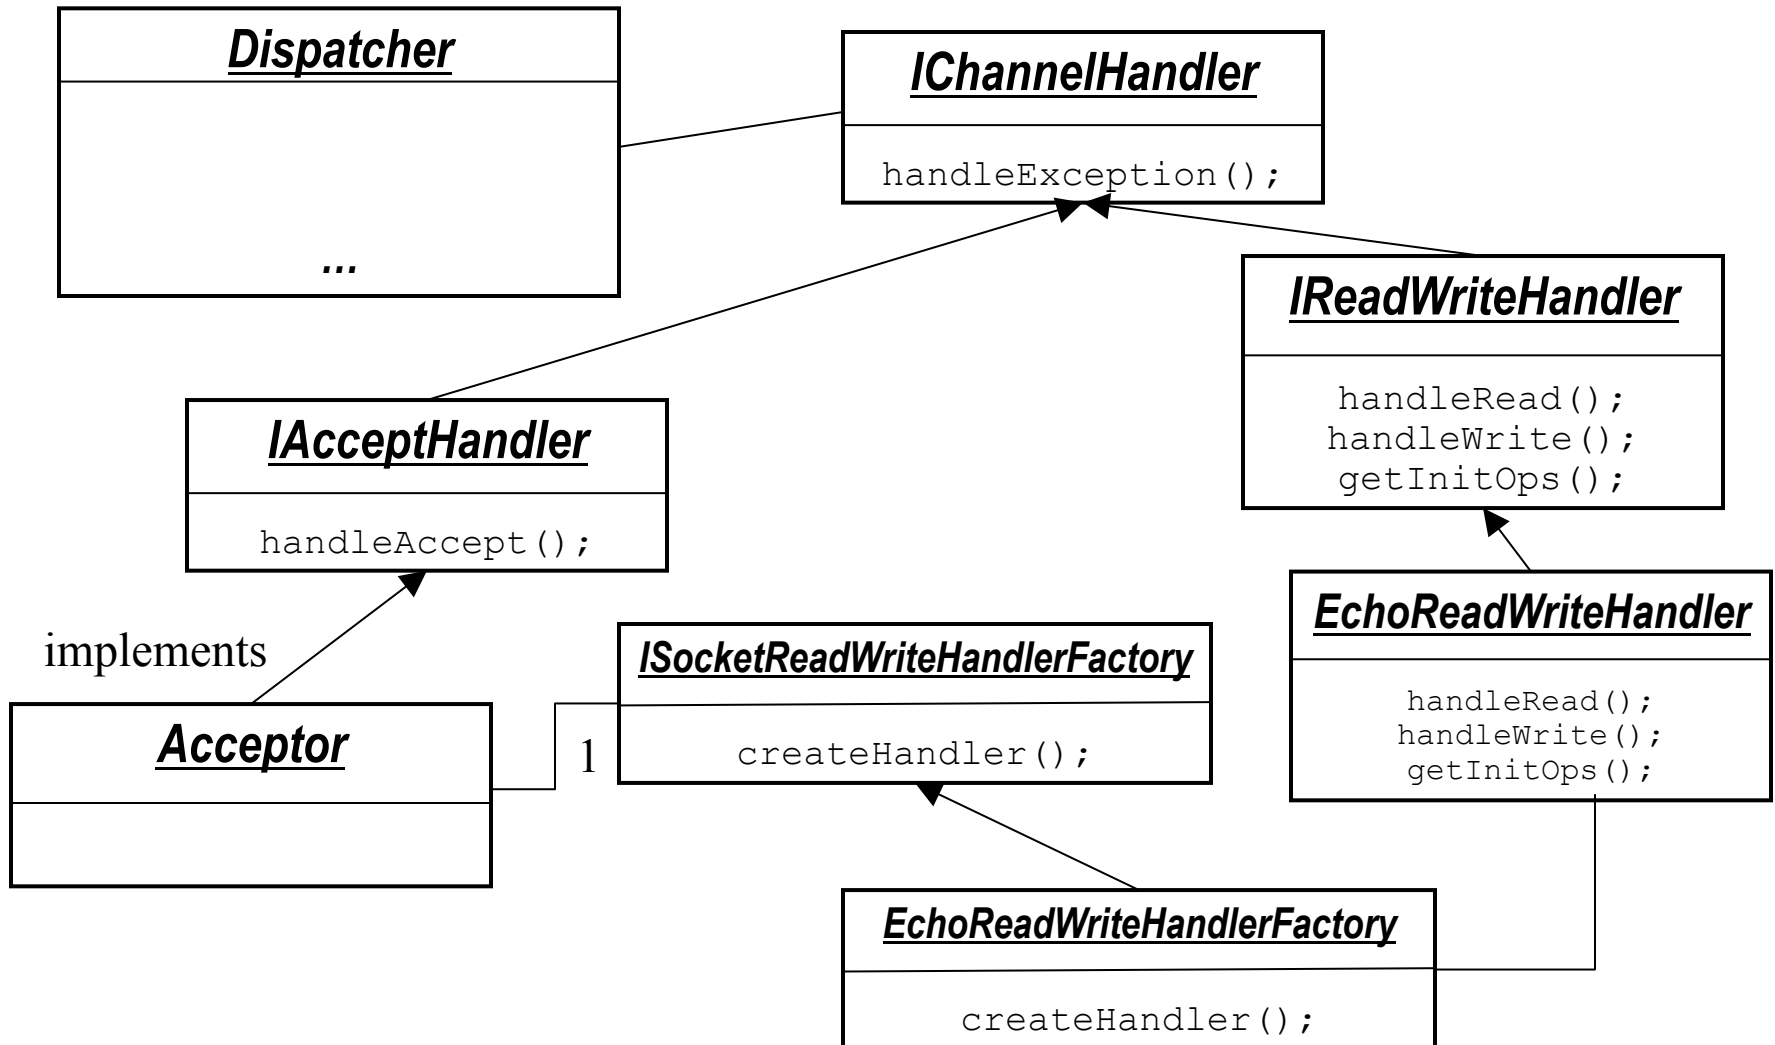 Dispatcher
...
IChannelHandler
handleException();
IReadWriteHandler
handleRead();
handleWrite();
getInitOps();
IAcceptHandler
handleAccept();
implements
EchoReadWriteHandler
handleRead();
handleWrite();
getInitOps();
ISocketReadWriteHandlerFactory
createHandler();
Acceptor
1
EchoReadWriteHandlerFactory
createHandler();